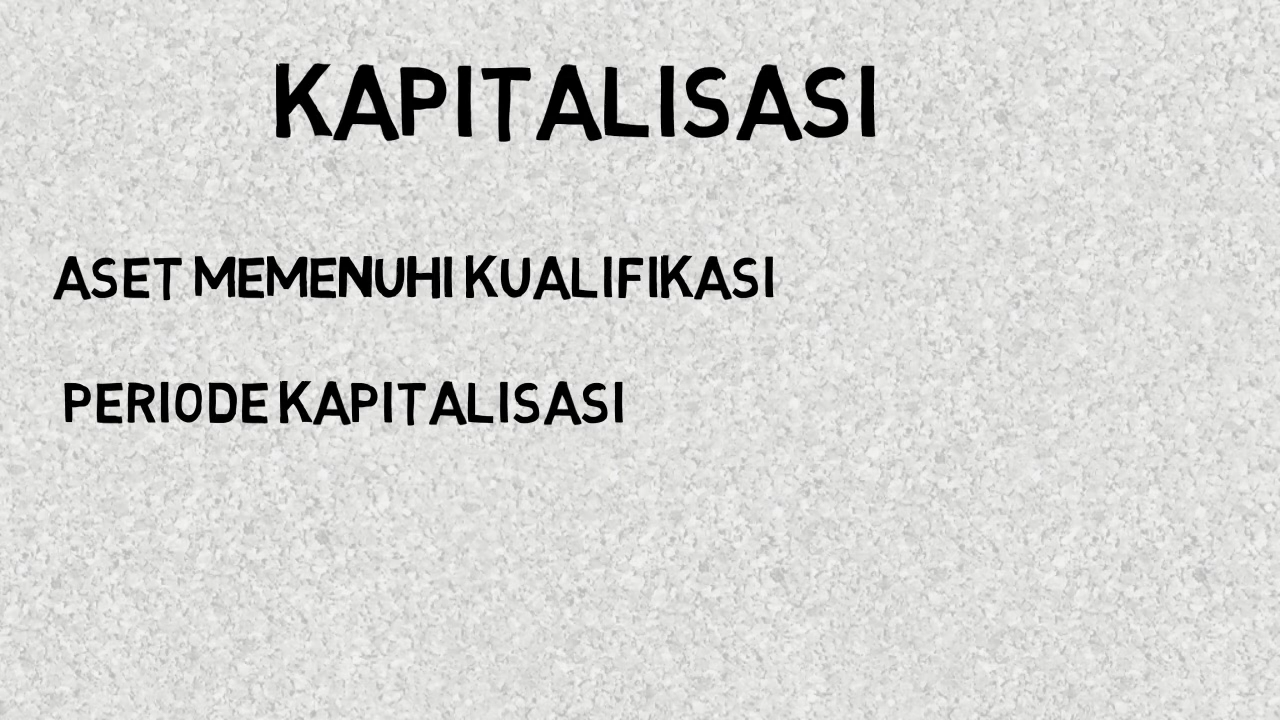 KAPITALISASI
ASET MEMENUHI KUALIFIKASI
PERIODE KAPITALISASI